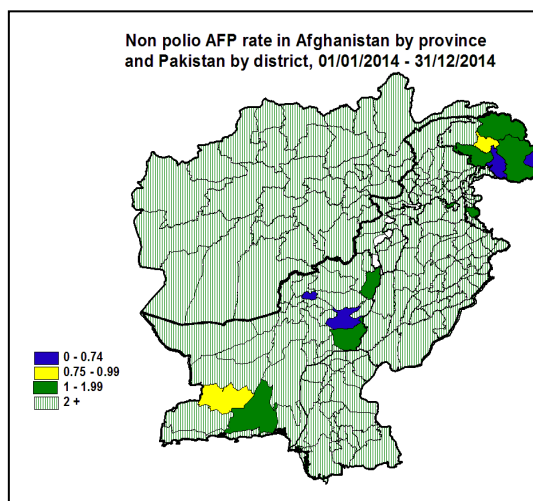 Non polio AFP rate in Afghanistan by province
and Pakistan by district, 01/01/2014 - 31/12/2014
0 - 0.74
0.75 - 0.99
1 - 1.99
2 +